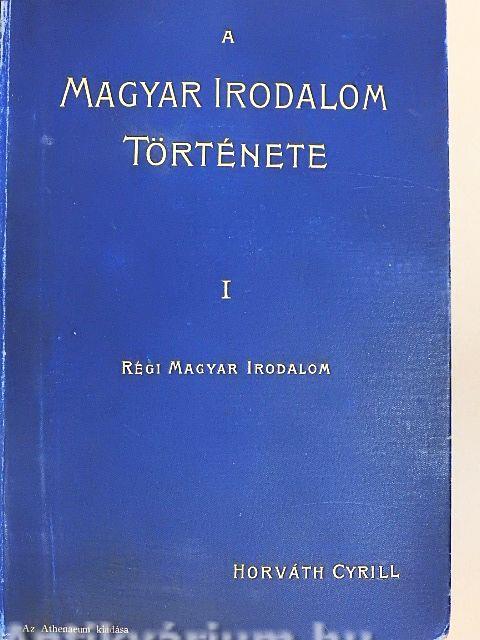 A
MAGYAR IRODALOM
TÖRTÉNETE
I
RÉGI MAGYAR IRODALOM
HORVÁTH CYRILL
Az Athenaeum kiadása